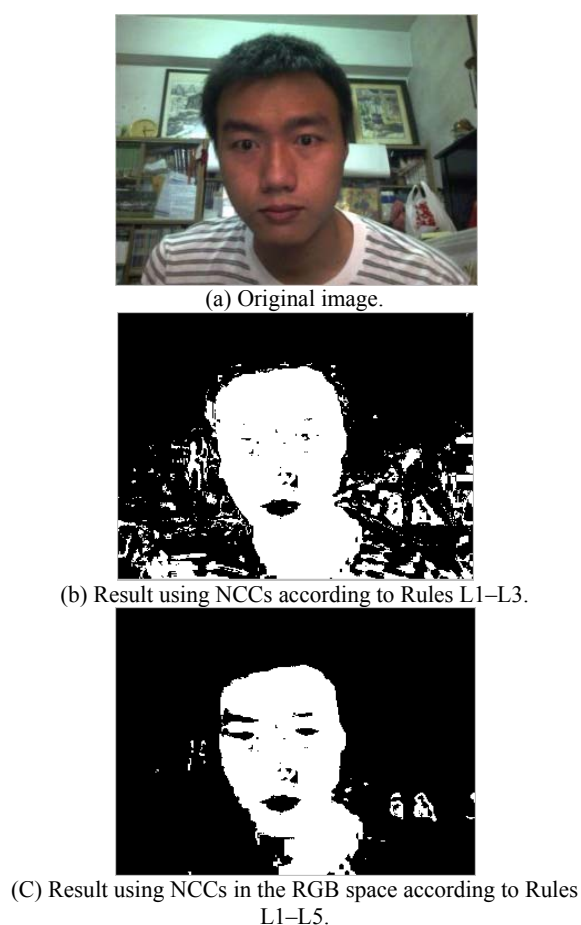 (a) Original image.
(b) Result using NCCs according to Rules L1–L3.
(C) Result using NCCs in the RGB space according to Rules
L1–L5.